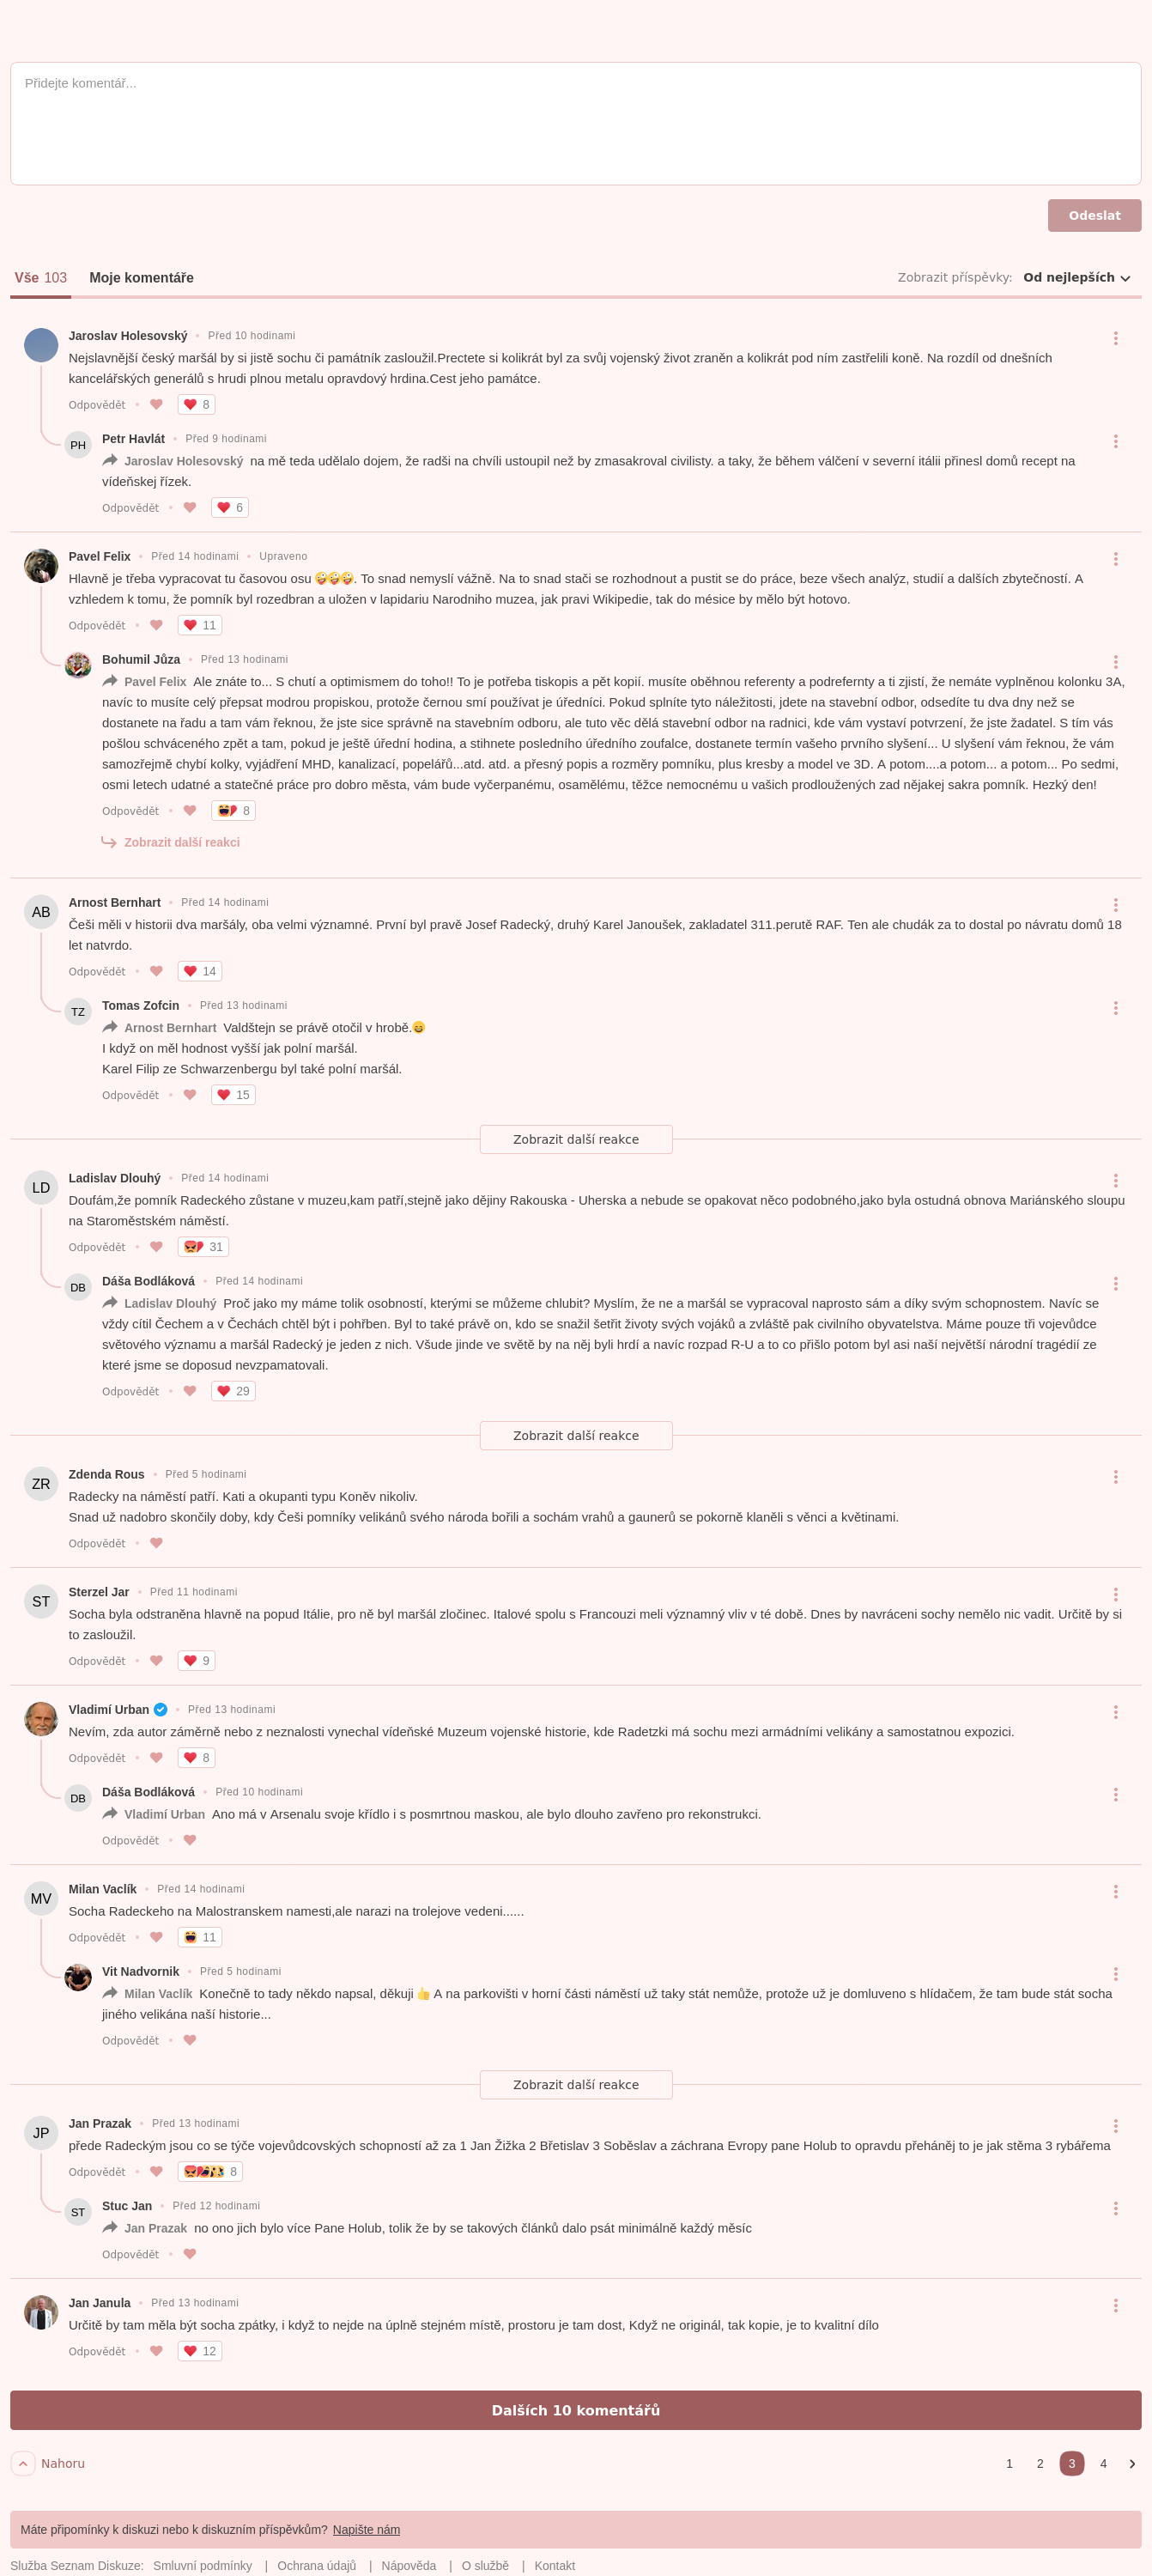 Přidejte komentář...
Odeslat
Vše 103 Moje komentáře Zobrazit příspěvky: Od nejlepších
Jaroslav Holesovský Před 10 hodinami
Nejslavnější český maršál by si jistě sochu či památník zasloužil.Prectete si kolikrát byl za svůj vojenský život zraněn a kolikrát pod ním zastřelili koně. Na rozdíl od dnešních
kancelářských generálů s hrudi plnou metalu opravdový hrdina.Cest jeho památce.
Odpovědět 8
PH Petr Havlát Před 9 hodinami
Jaroslav Holesovský na mě teda udělalo dojem, že radši na chvíli ustoupil než by zmasakroval civilisty. a taky, že během válčení v severní itálii přinesl domů recept na
vídeňskej řízek.
Odpovědět 6
Pavel Felix Před 14 hodinami Upraveno
Hlavně je třeba vypracovat tu časovou osu 🤪🤪🤪. To snad nemyslí vážně. Na to snad stači se rozhodnout a pustit se do práce, beze všech analýz, studií a dalších zbytečností. A
vzhledem k tomu, že pomník byl rozedbran a uložen v lapidariu Narodniho muzea, jak pravi Wikipedie, tak do mésice by mělo být hotovo.
Odpovědět 11
Bohumil Jůza Před 13 hodinami
Pavel Felix Ale znáte to... S chutí a optimismem do toho!! To je potřeba tiskopis a pět kopií. musíte oběhnou referenty a podrefernty a ti zjistí, že nemáte vyplněnou kolonku 3A,
navíc to musíte celý přepsat modrou propiskou, protože černou smí používat je úředníci. Pokud splníte tyto náležitosti, jdete na stavební odbor, odsedíte tu dva dny než se
dostanete na řadu a tam vám řeknou, že jste sice správně na stavebním odboru, ale tuto věc dělá stavební odbor na radnici, kde vám vystaví potvrzení, že jste žadatel. S tím vás
pošlou schváceného zpět a tam, pokud je ještě úřední hodina, a stihnete posledního úředního zoufalce, dostanete termín vašeho prvního slyšení... U slyšení vám řeknou, že vám
samozřejmě chybí kolky, vyjádření MHD, kanalizací, popelářů...atd. atd. a přesný popis a rozměry pomníku, plus kresby a model ve 3D. A potom....a potom... a potom... Po sedmi,
osmi letech udatné a statečné práce pro dobro města, vám bude vyčerpanému, osamělému, těžce nemocnému u vašich prodloužených zad nějakej sakra pomník. Hezký den!
Odpovědět 8
Zobrazit další reakci
AB Arnost Bernhart Před 14 hodinami
Češi měli v historii dva maršály, oba velmi významné. První byl pravě Josef Radecký, druhý Karel Janoušek, zakladatel 311.perutě RAF. Ten ale chudák za to dostal po návratu domů 18
let natvrdo.
Odpovědět 14
TZ Tomas Zofcin Před 13 hodinami
Arnost Bernhart Valdštejn se právě otočil v hrobě.😄
I když on měl hodnost vyšší jak polní maršál.
Karel Filip ze Schwarzenbergu byl také polní maršál.
Odpovědět 15
Zobrazit další reakce
LD Ladislav Dlouhý Před 14 hodinami
Doufám,že pomník Radeckého zůstane v muzeu,kam patří,stejně jako dějiny Rakouska - Uherska a nebude se opakovat něco podobného,jako byla ostudná obnova Mariánského sloupu
na Staroměstském náměstí.
Odpovědět 31
DB Dáša Bodláková Před 14 hodinami
Ladislav Dlouhý Proč jako my máme tolik osobností, kterými se můžeme chlubit? Myslím, že ne a maršál se vypracoval naprosto sám a díky svým schopnostem. Navíc se
vždy cítil Čechem a v Čechách chtěl být i pohřben. Byl to také právě on, kdo se snažil šetřit životy svých vojáků a zvláště pak civilního obyvatelstva. Máme pouze tři vojevůdce
světového významu a maršál Radecký je jeden z nich. Všude jinde ve světě by na něj byli hrdí a navíc rozpad R-U a to co přišlo potom byl asi naší největší národní tragédií ze
které jsme se doposud nevzpamatovali.
Odpovědět 29
Zobrazit další reakce
ZR Zdenda Rous Před 5 hodinami
Radecky na náměstí patří. Kati a okupanti typu Koněv nikoliv.
Snad už nadobro skončily doby, kdy Češi pomníky velikánů svého národa bořili a sochám vrahů a gaunerů se pokorně klaněli s věnci a květinami.
Odpovědět
ST Sterzel Jar Před 11 hodinami
Socha byla odstraněna hlavně na popud Itálie, pro ně byl maršál zločinec. Italové spolu s Francouzi meli významný vliv v té době. Dnes by navráceni sochy nemělo nic vadit. Určitě by si
to zasloužil.
Odpovědět 9
Vladimí Urban Před 13 hodinami
Nevím, zda autor záměrně nebo z neznalosti vynechal vídeňské Muzeum vojenské historie, kde Radetzki má sochu mezi armádními velikány a samostatnou expozici.
Odpovědět 8
DB Dáša Bodláková Před 10 hodinami
Vladimí Urban Ano má v Arsenalu svoje křídlo i s posmrtnou maskou, ale bylo dlouho zavřeno pro rekonstrukci.
Odpovědět
MV Milan Vaclík Před 14 hodinami
Socha Radeckeho na Malostranskem namesti,ale narazi na trolejove vedeni......
Odpovědět 11
Vit Nadvornik Před 5 hodinami
Milan Vaclík Konečně to tady někdo napsal, děkuji 👍 A na parkovišti v horní části náměstí už taky stát nemůže, protože už je domluveno s hlídačem, že tam bude stát socha
jiného velikána naší historie...
Odpovědět
Zobrazit další reakce
JP Jan Prazak Před 13 hodinami
přede Radeckým jsou co se týče vojevůdcovských schopností až za 1 Jan Žižka 2 Břetislav 3 Soběslav a záchrana Evropy pane Holub to opravdu přeháněj to je jak stěma 3 rybářema
Odpovědět 8
ST Stuc Jan Před 12 hodinami
Jan Prazak no ono jich bylo více Pane Holub, tolik že by se takových článků dalo psát minimálně každý měsíc
Odpovědět
Jan Janula Před 13 hodinami
Určitě by tam měla být socha zpátky, i když to nejde na úplně stejném místě, prostoru je tam dost, Když ne originál, tak kopie, je to kvalitní dílo
Odpovědět 12
Dalších 10 komentářů
Nahoru 1 2 3 4
Máte připomínky k diskuzi nebo k diskuzním příspěvkům? Napište nám
Služba Seznam Diskuze: Smluvní podmínky | Ochrana údajů | Nápověda | O službě | Kontakt